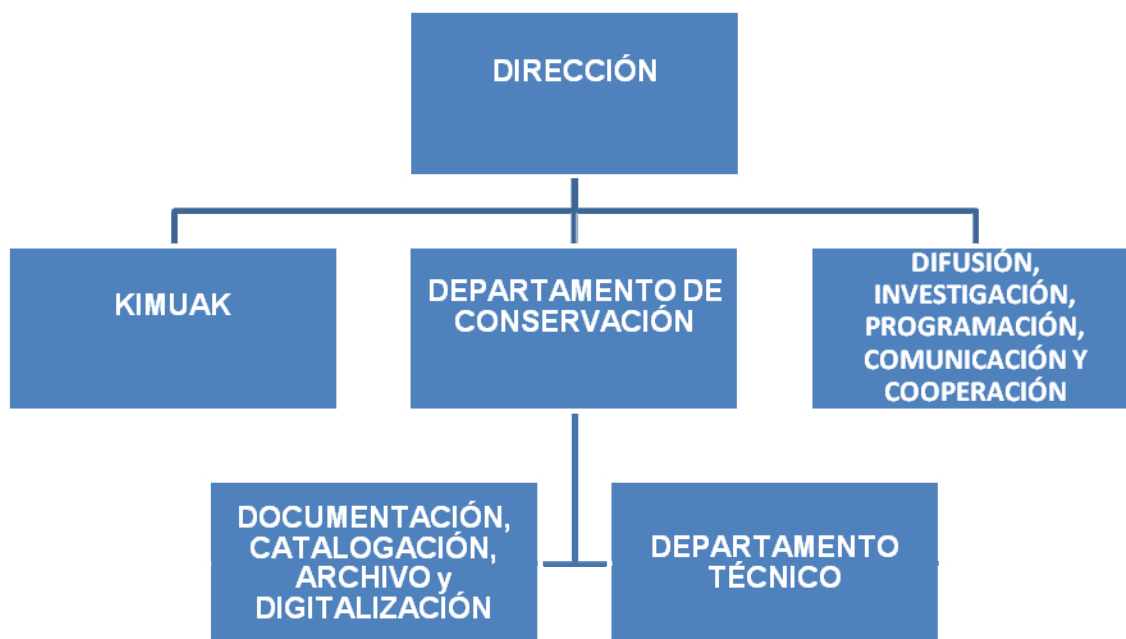 DIRECCIÓN
KIMUAK
DEPARTAMENTO DE
CONSERVACIÓN
DIFUSIÓN,
INVESTIGACIÓN,
PROGRAMACIÓN,
COMUNICACIÓN Y
COOPERACIÓN
DOCUMENTACIÓN,
CATALOGACIÓN,
ARCHIVO y
DIGITALIZACIÓN
DEPARTAMENTO
TÉCNICO